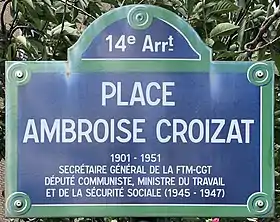 14e Arrt
PLACE
AMBROISE CROIZAT
1901 - 1951
SECRÉTAIRE GÉNÉRAL DE LA FTM-CGT
DÉPUTÉ COMMUNISTE, MINISTRE DU TRAVAIL
ET DE LA SÉCURITÉ SOCIALE (1945 - 1947)